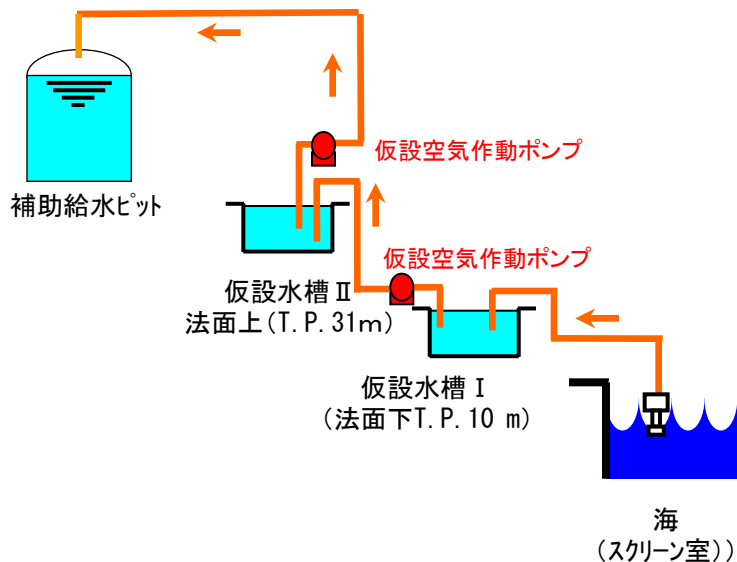 仮設空気作動ポンプ
補助給水ピット
仮設空気作動ポンプ
仮設水槽Ⅱ
法面上(T.P.31m)
仮設水槽Ⅰ
(法面下T.P.10 m)
海
(スクリーン室))